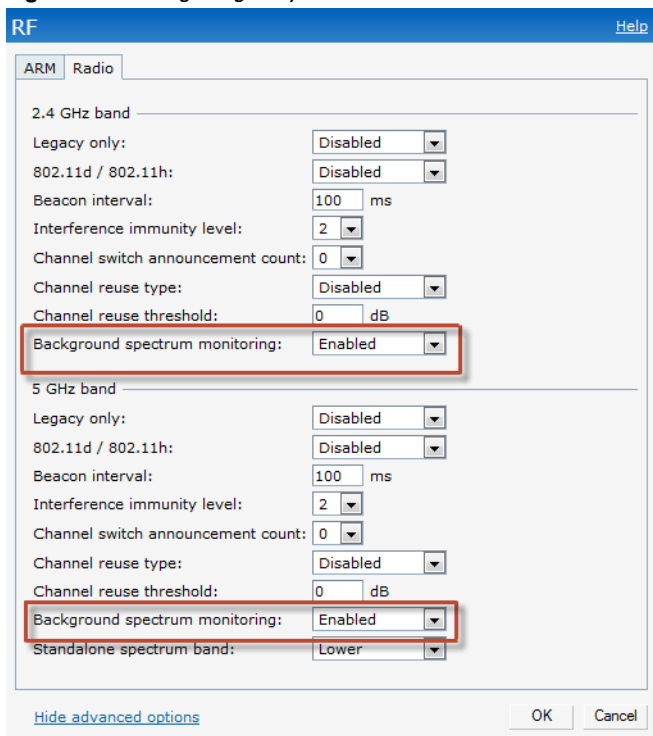 RF Help
ARM Radio
2.4 GHz band
Legacy only: Disabled
802.11d / 802.11h: Disabled
Beacon interval: 100 ms
Interference immunity level: 2
Channel switch announcement count: 0
Channel reuse type: Disabled
Channel reuse threshold: 0 dB
Background spectrum monitoring: Enabled
5 GHz band
Legacy only: Disabled
802.11d / 802.11h: Disabled
Beacon interval: 100 ms
Interference immunity level: 2
Channel switch announcement count: 0
Channel reuse type: Disabled
Channel reuse threshold: 0 dB
Background spectrum monitoring: Enabled
Standalone spectrum band: Lower
Hide advanced options OK Cancel